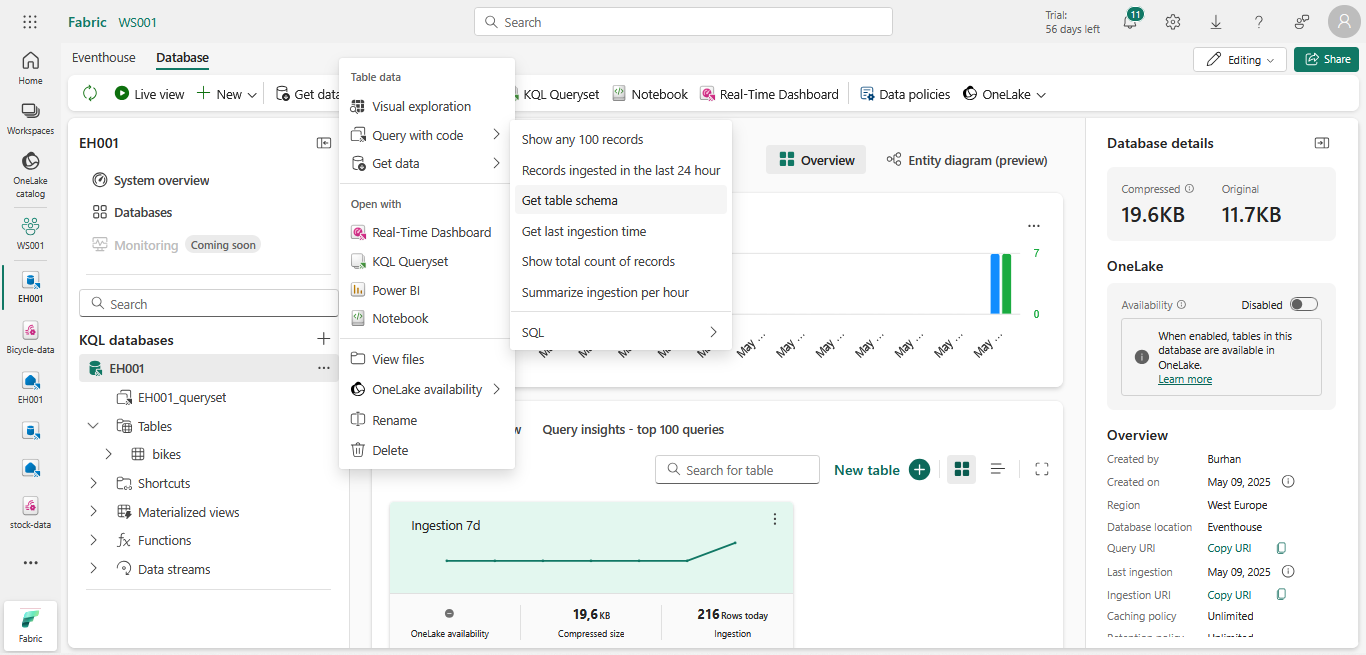 Fabric WS001
Search
Trial:
56 days left
11
Home
Workspaces
OneLake
catalog
WS001
EH001
Bicycle-data
EH001
stock-data
Fabric
Eventhouse Database
Editing
Share
Live view New Get data KQL Queryset Notebook Real-Time Dashboard Data policies OneLake
EH001
System overview
Databases
Monitoring Coming soon
Search
KQL databases
EH001
EH001_queryset
Tables
bikes
Shortcuts
Materialized views
Functions
Data streams
Table data
Visual exploration
Query with code
Get data
Open with
Real-Time Dashboard
KQL Queryset
Power BI
Notebook
View files
OneLake availability
Rename
Delete
Show any 100 records
Records ingested in the last 24 hour
Get table schema
Get last ingestion time
Show total count of records
Summarize ingestion per hour
SQL
Overview Entity diagram (preview)
7
0
May ... May ... May ... May ... May ... May ... May ...
Query insights - top 100 queries
Search for table
New table
Ingestion 7d
OneLake availability
19,6 KB
Compressed size
216 Rows today
Ingestion
Database details
Compressed Original
19.6KB 11.7KB
OneLake
Availability Disabled
When enabled, tables in this
database are available in
OneLake.
Learn more
Overview
Created by Burhan
Created on May 09, 2025
Region West Europe
Database location Eventhouse
Query URI Copy URI
Last ingestion May 09, 2025
Ingestion URI Copy URI
Caching policy Unlimited
Retention policy Unlimited